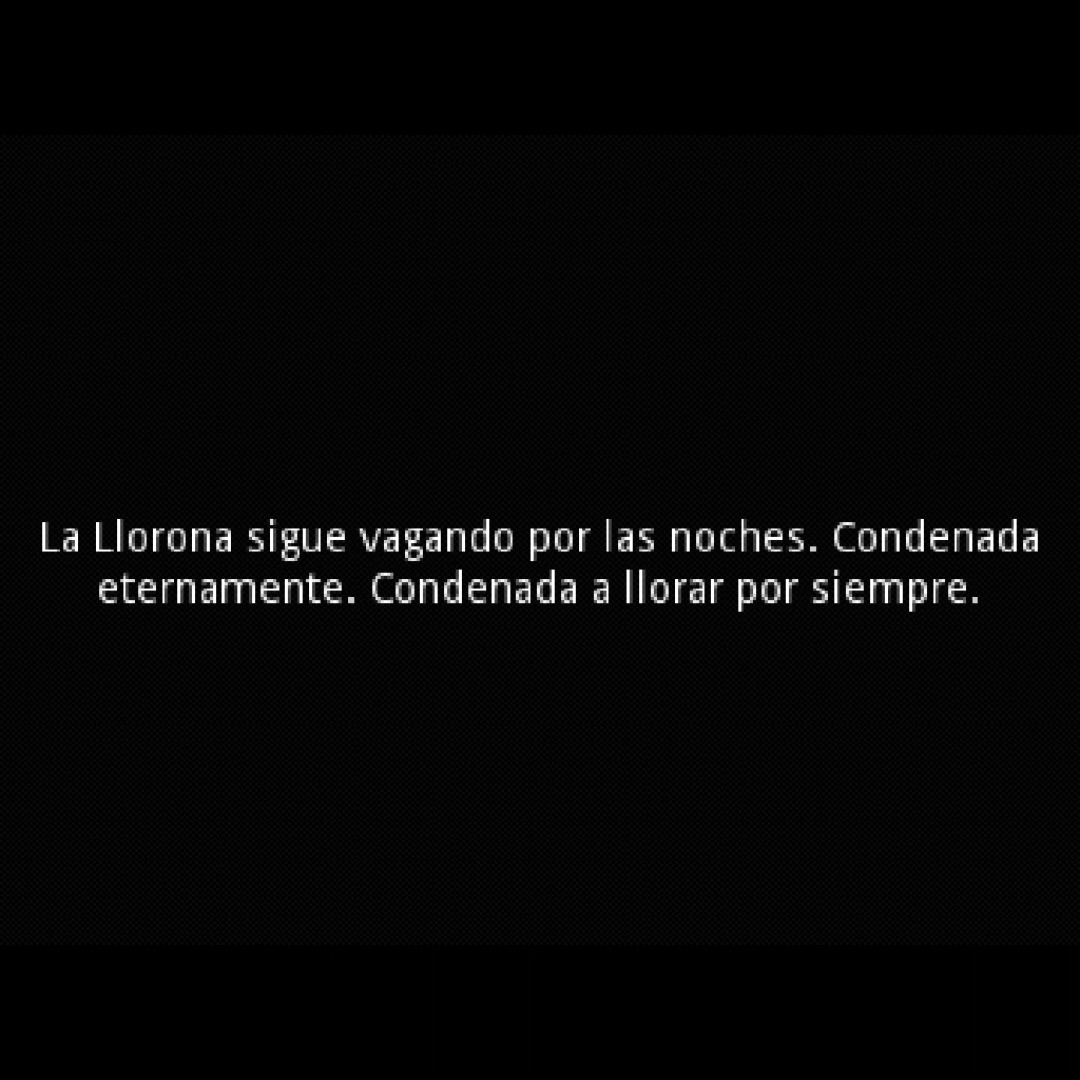 La Llorona sigue vagando por las noches. Condenada
eternamente. Condenada a llorar por siempre.